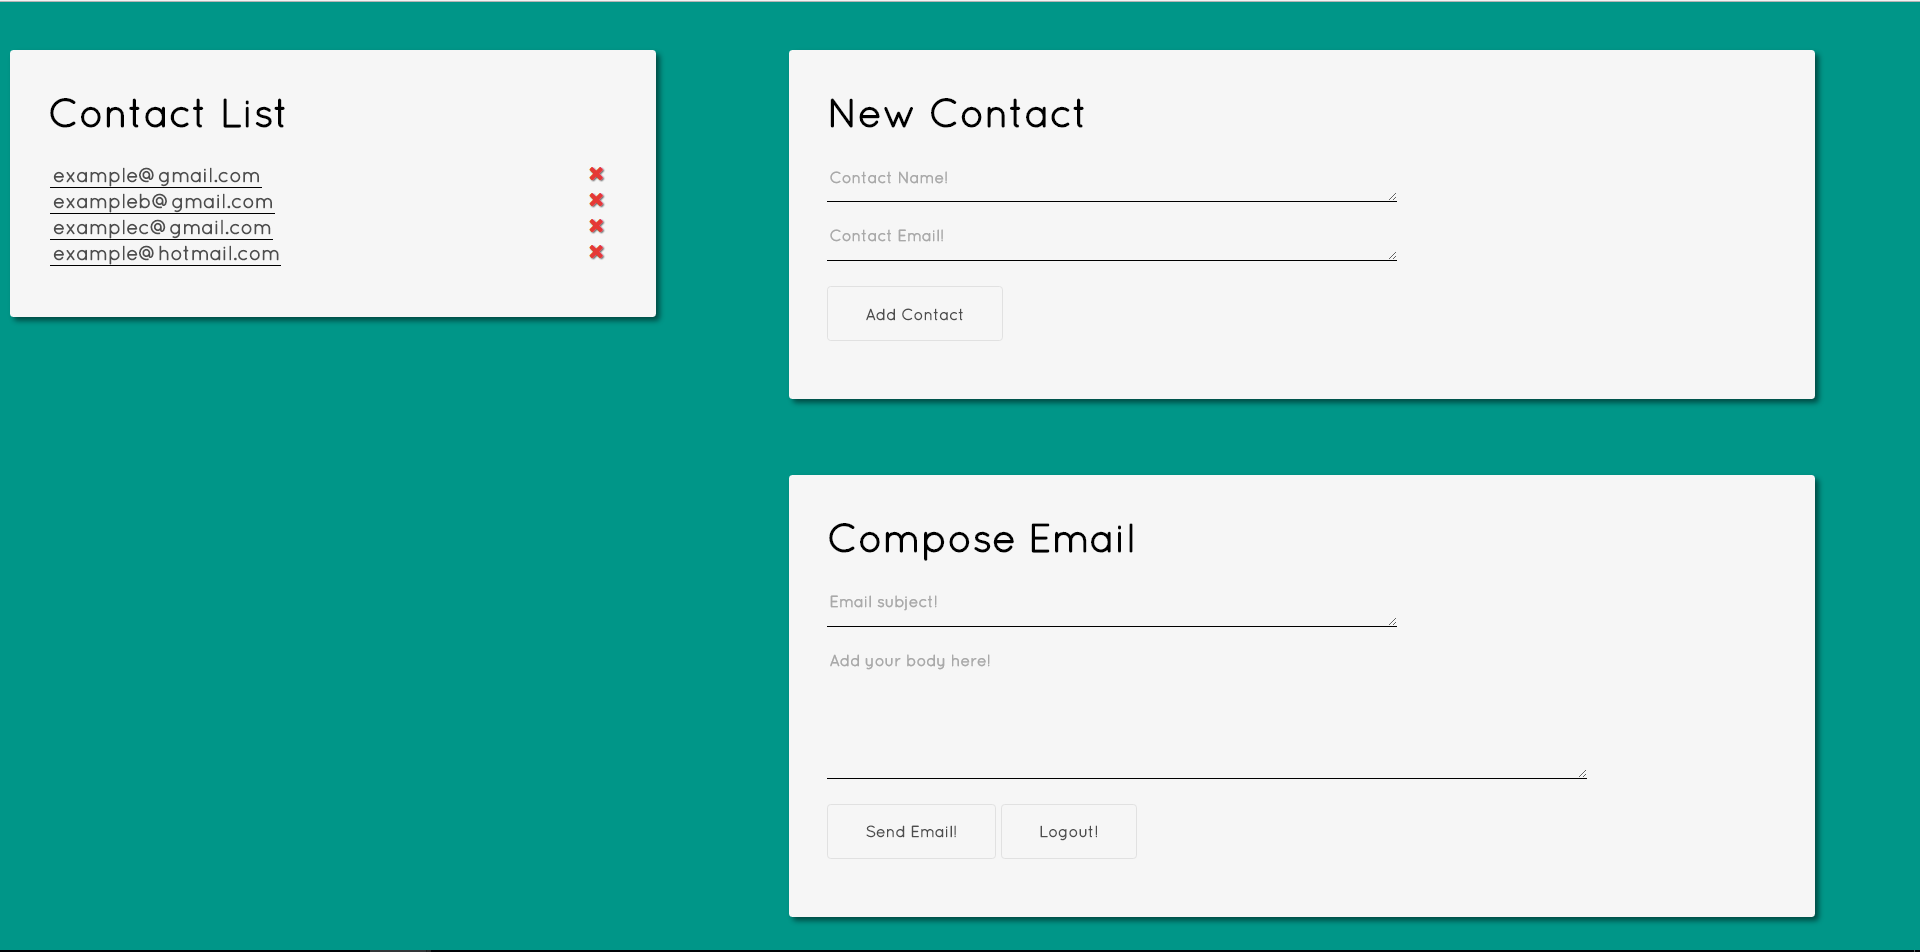 Contact List
example@gmail.com
exampleb@gmail.com
examplec@gmail.com
example@hotmail.com
New Contact
Contact Name!
Contact Email!
Add Contact
Compose Email
Email subject!
Add your body here!
Send Email!
Logout!